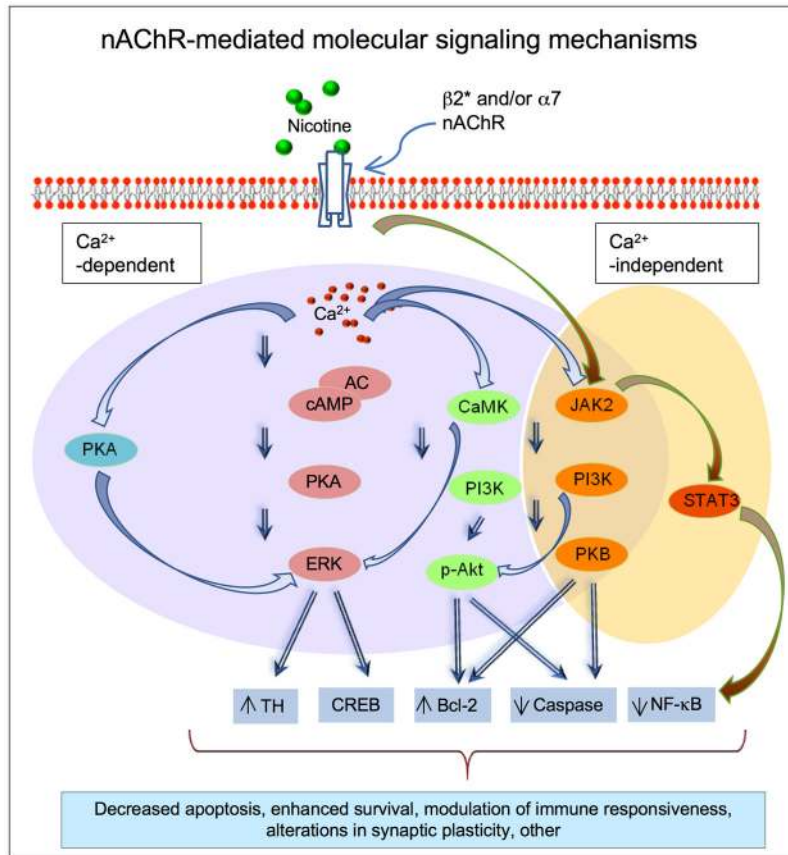 nAChR-mediated molecular signaling mechanisms
β2* and/or α7
nAChR
Nicotine
Ca²⁺
-dependent
Ca²⁺
-independent
Ca²⁺
AC
cAMP
CaMK
JAK2
PKA
PKA
PI3K
PI3K
STAT3
ERK
p-Akt
PKB
↑ TH
CREB
↑ Bcl-2
↓ Caspase
↓ NF-κB
Decreased apoptosis, enhanced survival, modulation of immune responsiveness,
alterations in synaptic plasticity, other